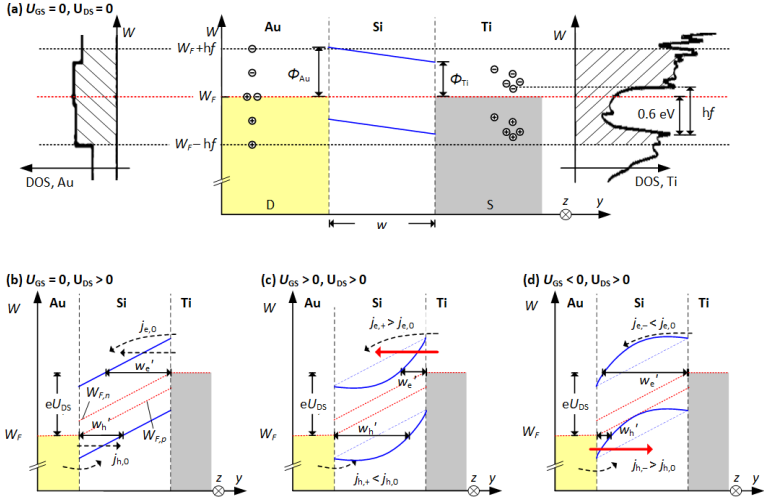 (a) U_GS = 0, U_DS = 0
W
Au Si Ti
W
W_F + hf
Φ_Au
Φ_Ti
W_F
0.6 eV
hf
W_F − hf
DOS, Au
D
S
DOS, Ti
w
z
y
(b) U_GS = 0, U_DS > 0
W
Au Si Ti
j_e,0
w_e'
eU_DS
W_F,n
W_F
w_h'
W_F,p
j_h,0
z
y
(c) U_GS > 0, U_DS > 0
W
Au Si Ti
j_e,+ > j_e,0
w_e'
eU_DS
W_F
w_h'
j_h,+ < j_h,0
z
y
(d) U_GS < 0, U_DS > 0
W
Au Si Ti
j_e,− < j_e,0
w_e'
eU_DS
W_F
w_h'
j_h,− > j_h,0
z
y